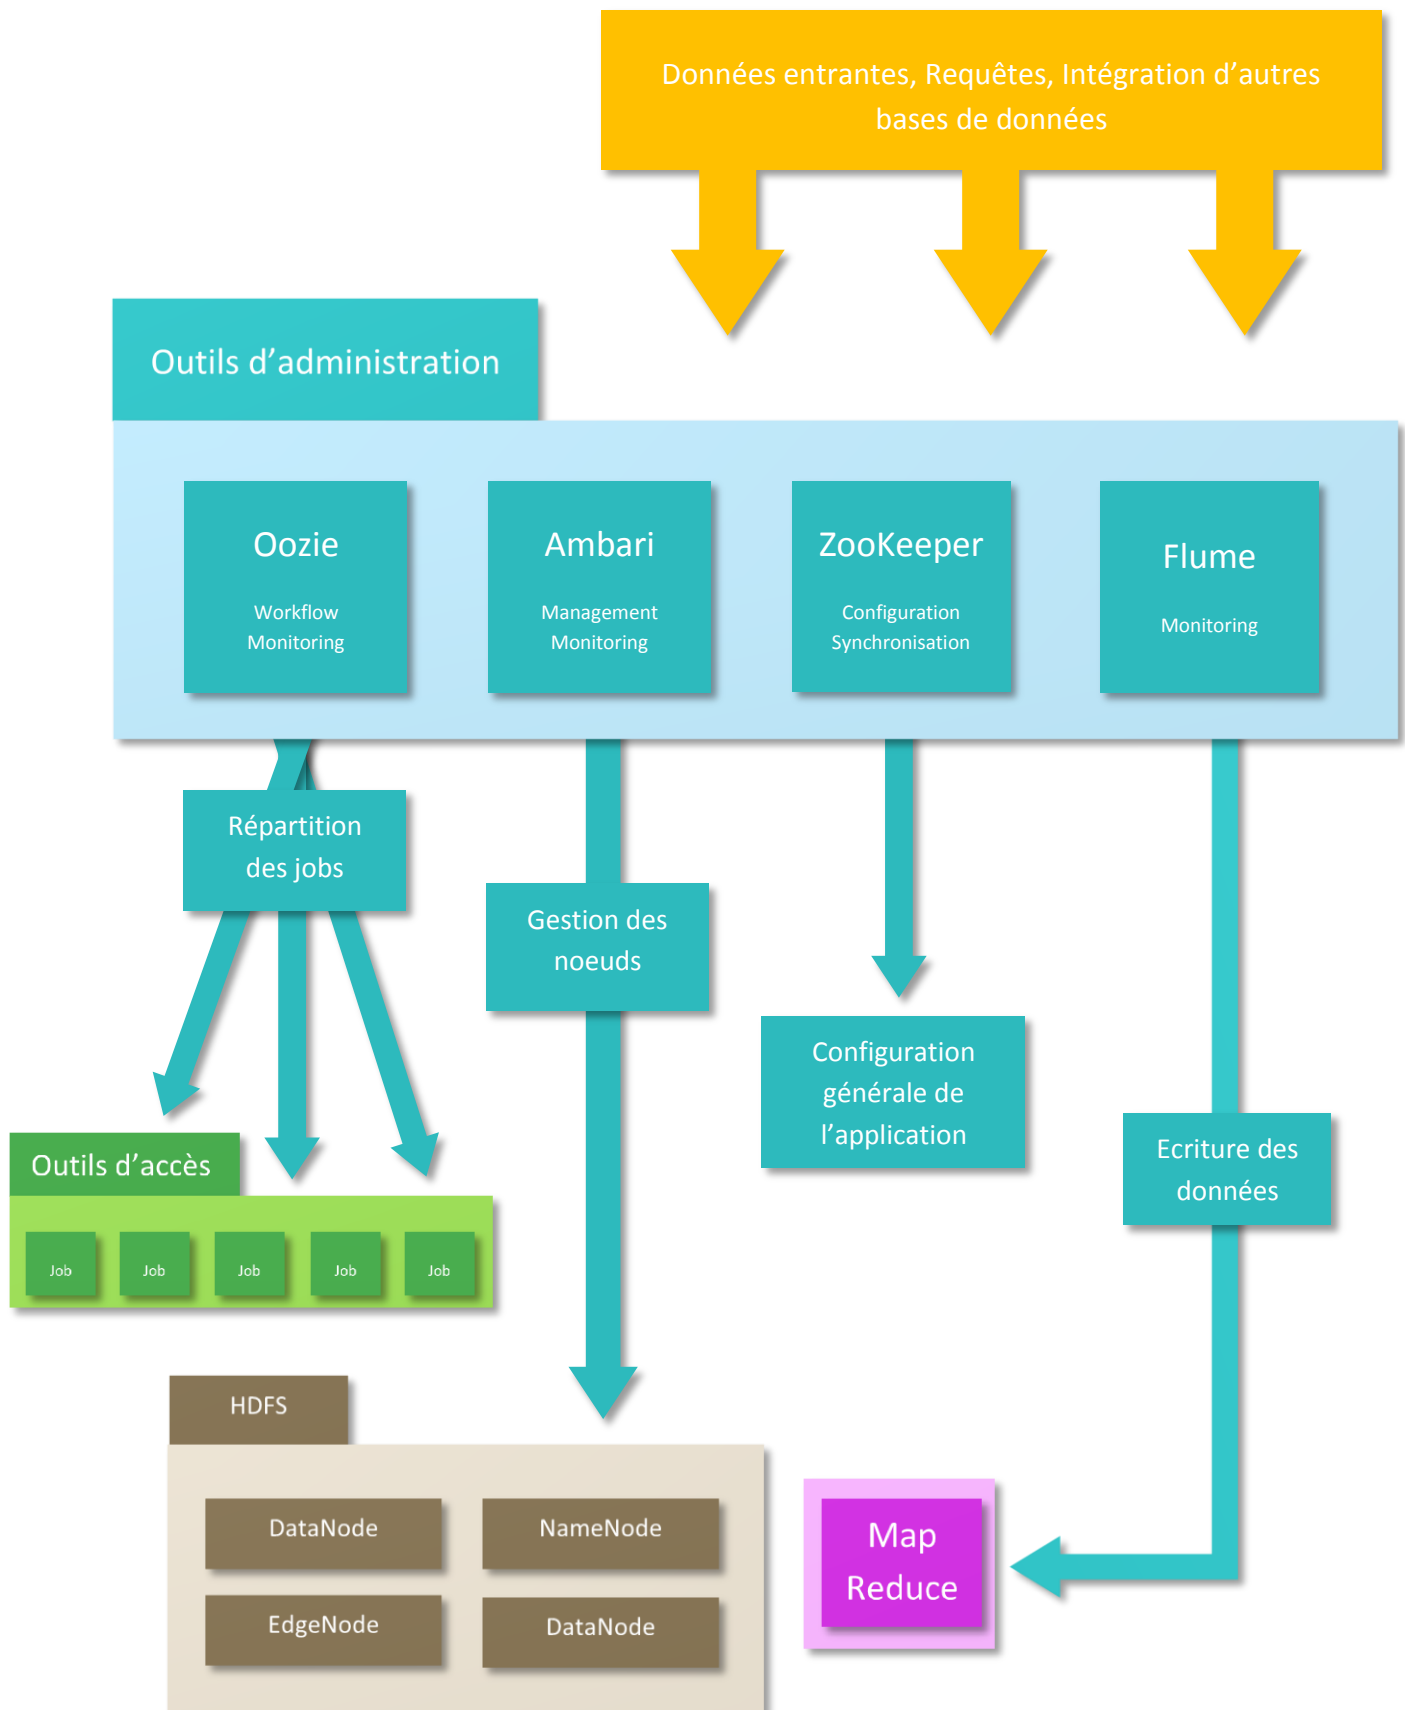 Données entrantes, Requêtes, Intégration d’autres
bases de données
Outils d’administration
Oozie
Workflow
Monitoring
Ambari
Management
Monitoring
ZooKeeper
Configuration
Synchronisation
Flume
Monitoring
Répartition
des jobs
Gestion des
noeuds
Configuration
générale de
l’application
Ecriture des
données
Outils d’accès
Job
Job
Job
Job
Job
HDFS
DataNode
NameNode
EdgeNode
DataNode
Map
Reduce